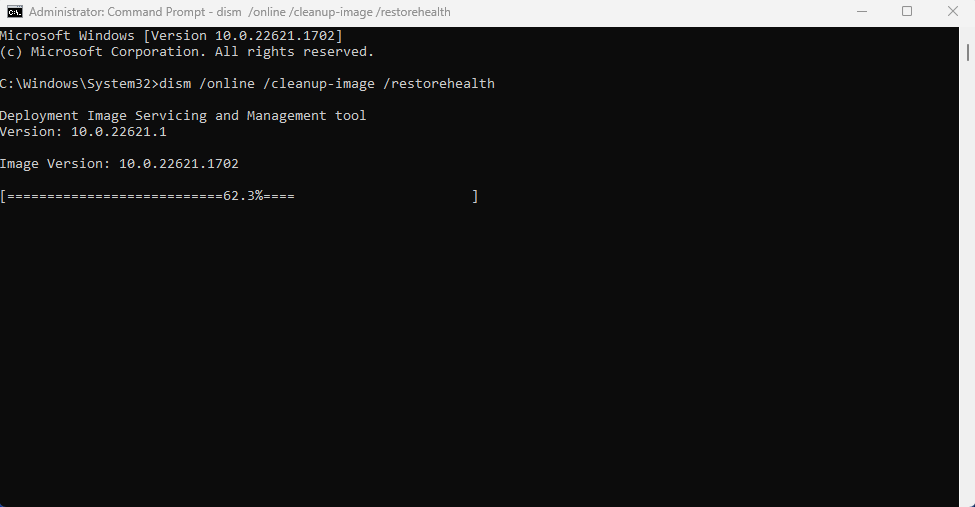 Administrator: Command Prompt - dism  /online /cleanup-image /restorehealth
Microsoft Windows [Version 10.0.22621.1702]
(c) Microsoft Corporation. All rights reserved.
C:\Windows\System32>dism /online /cleanup-image /restorehealth
Deployment Image Servicing and Management tool
Version: 10.0.22621.1
Image Version: 10.0.22621.1702
[===========================62.3%====                      ]